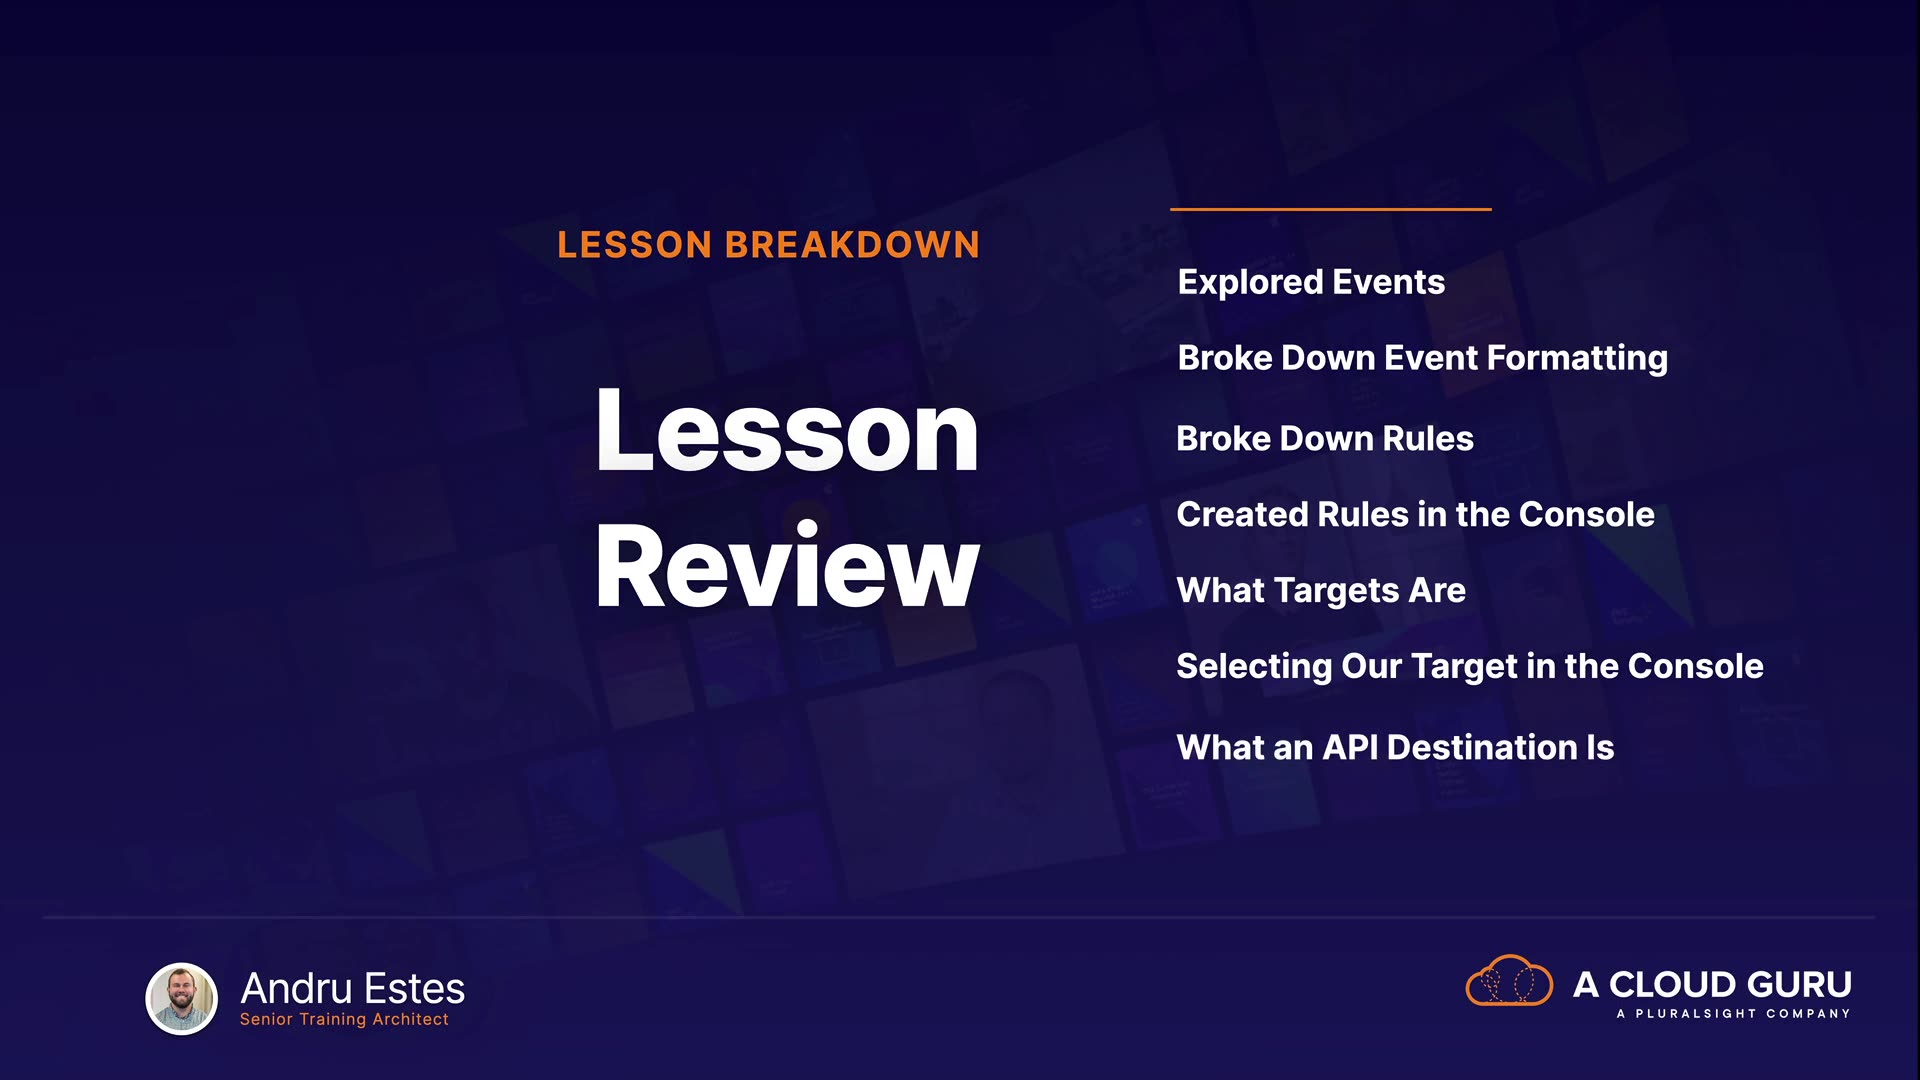 LESSON BREAKDOWN
Lesson
Review
Explored Events
Broke Down Event Formatting
Broke Down Rules
Created Rules in the Console
What Targets Are
Selecting Our Target in the Console
What an API Destination Is
Andru Estes
Senior Training Architect
A CLOUD GURU
A PLURALSIGHT COMPANY